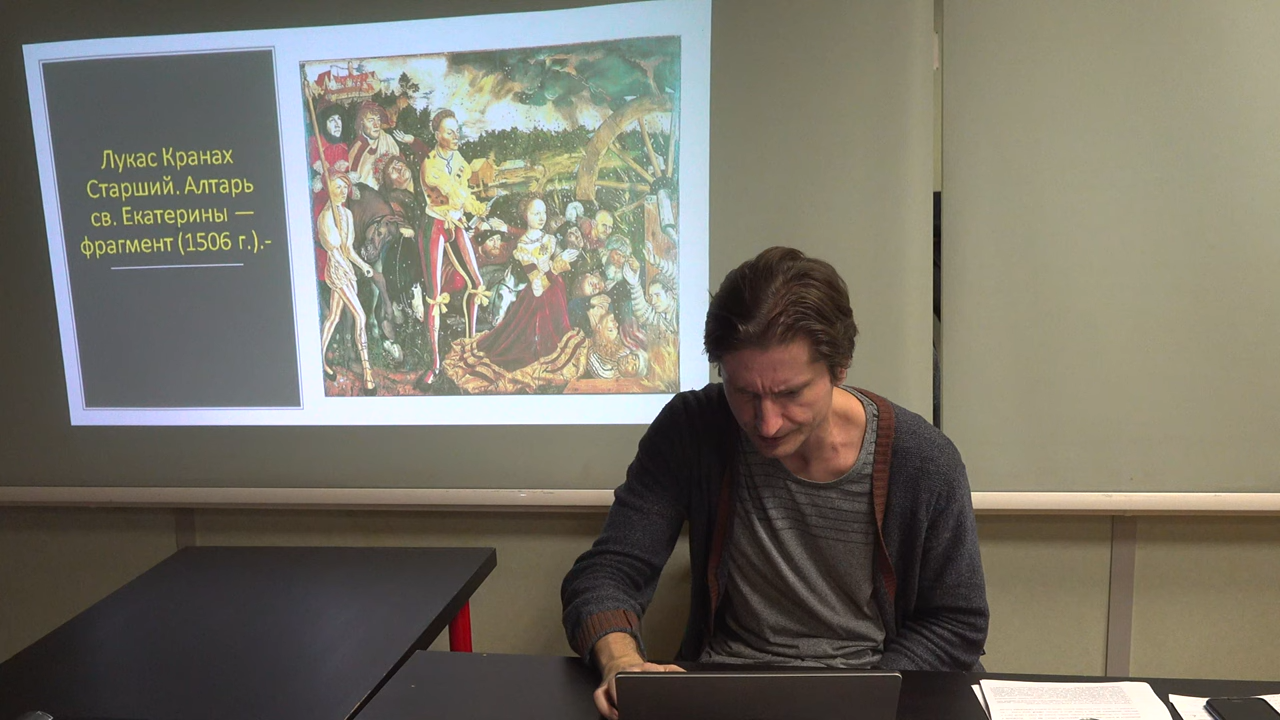 Лукас Кранах
Старший. Алтарь
св. Екатерины —
фрагмент (1506 г.).-